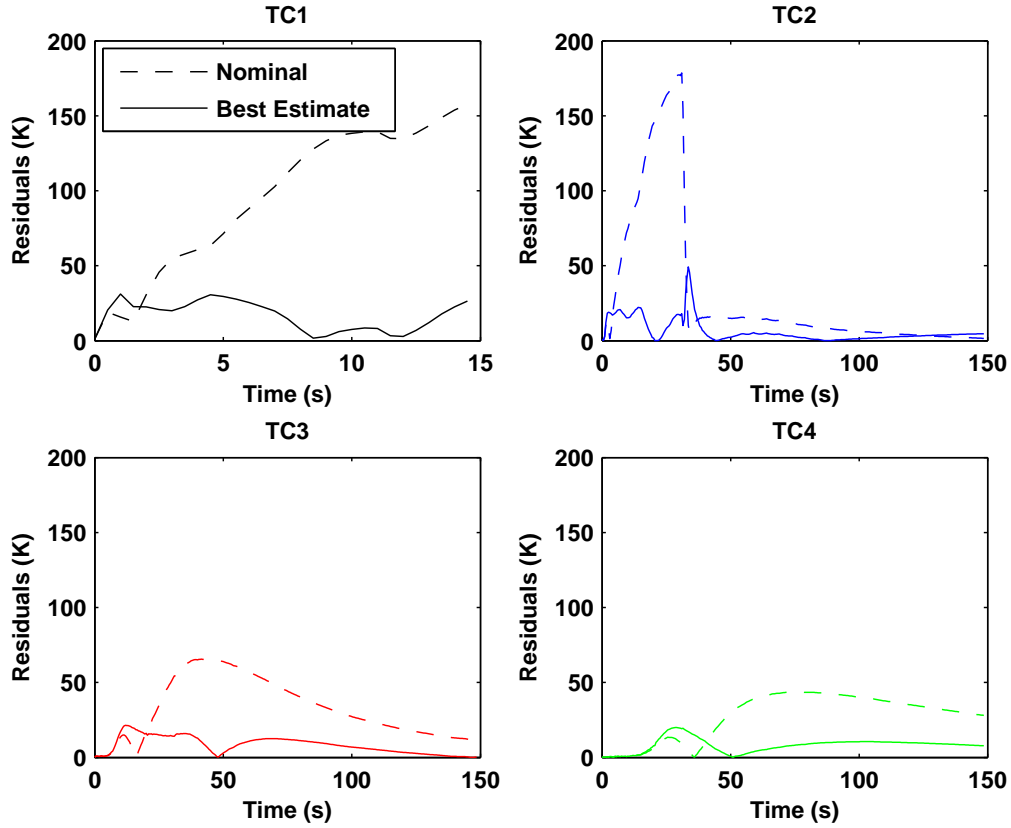 TC1
200
150
100
50
0
Residuals (K)
Nominal
Best Estimate
0 5 10 15
Time (s)
TC2
200
150
100
50
0
Residuals (K)
0 50 100 150
Time (s)
TC3
200
150
100
50
0
Residuals (K)
0 50 100 150
Time (s)
TC4
200
150
100
50
0
Residuals (K)
0 50 100 150
Time (s)